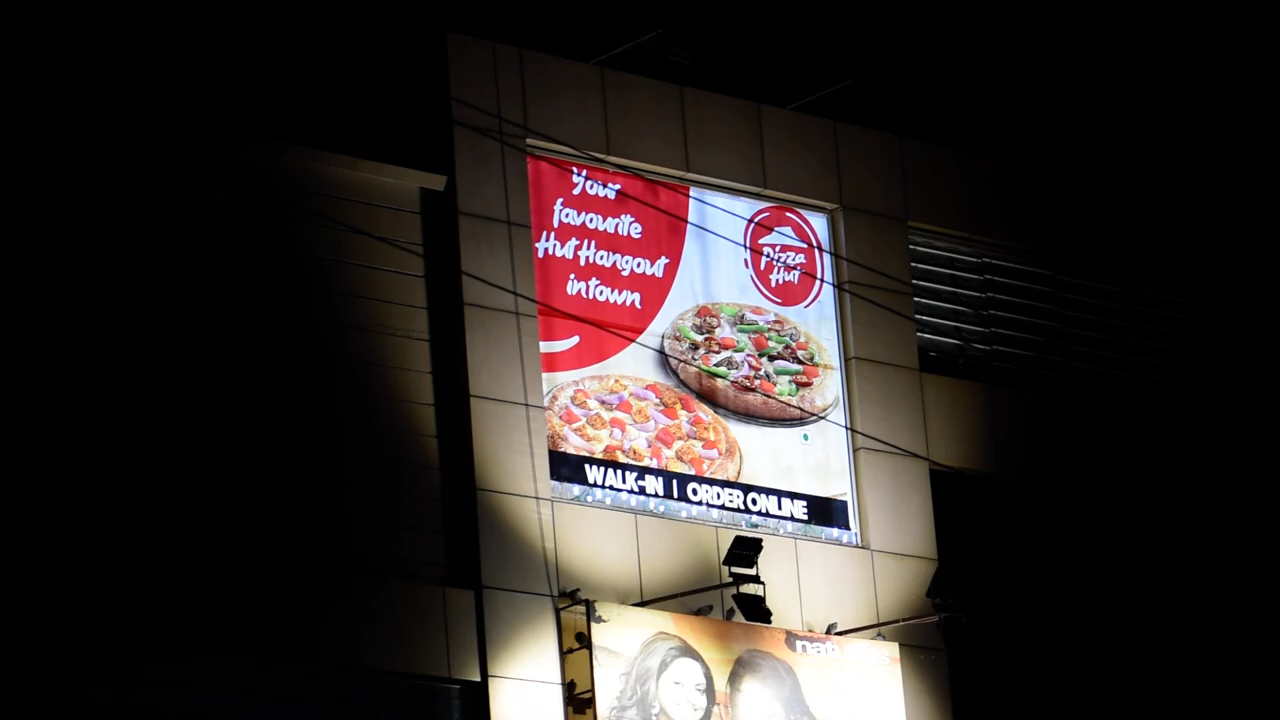 Your
favourite
Hut Hangout
in town
Pizza
Hut
WALK-IN | ORDER ONLINE